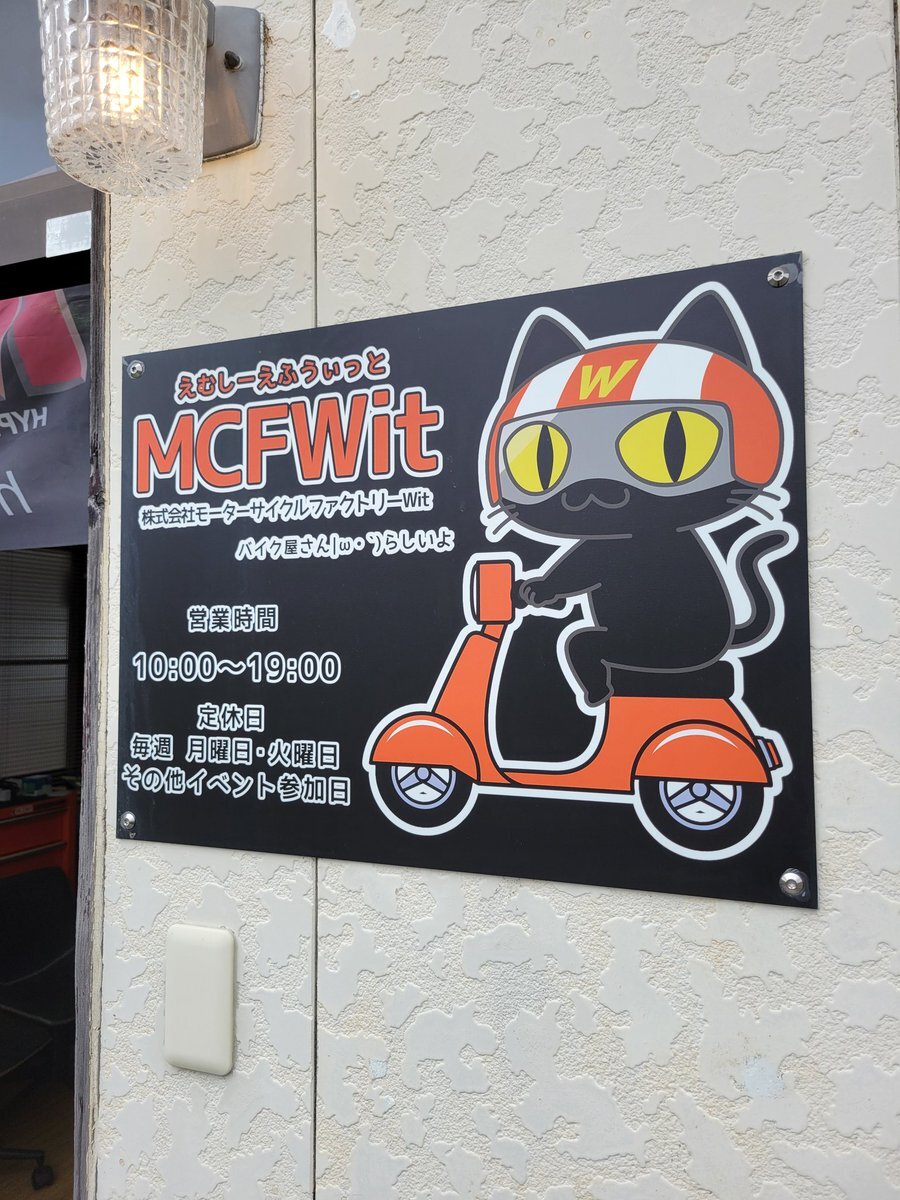 えむしーえふうぃっと
MCFWit
株式会社モーターサイクルファクトリーWit
バイク屋さん|ω・`)らしいよ
営業時間
10:00～19:00
定休日
毎週 月曜日・火曜日
その他イベント参加日
W